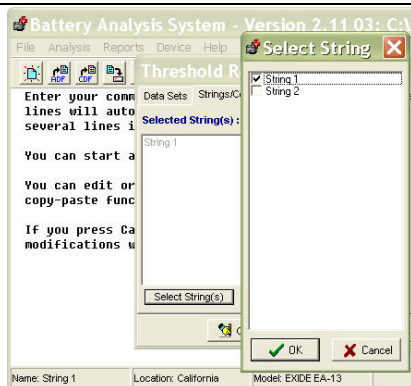 Battery Analysis System - Version 2.11.03: C:\
File Analysis Reports Device Help
ADF CDF
Enter your comm
lines will auto
several lines i
You can start a
You can edit or
copy-paste func
If you press Ca
modifications w
Threshold R
Data Sets Strings/C
Selected String(s) :
String 1
Select String(s)
Select String
String 1
String 2
OK Cancel
Name: String 1 Location: California Model: EXIDE EA-13